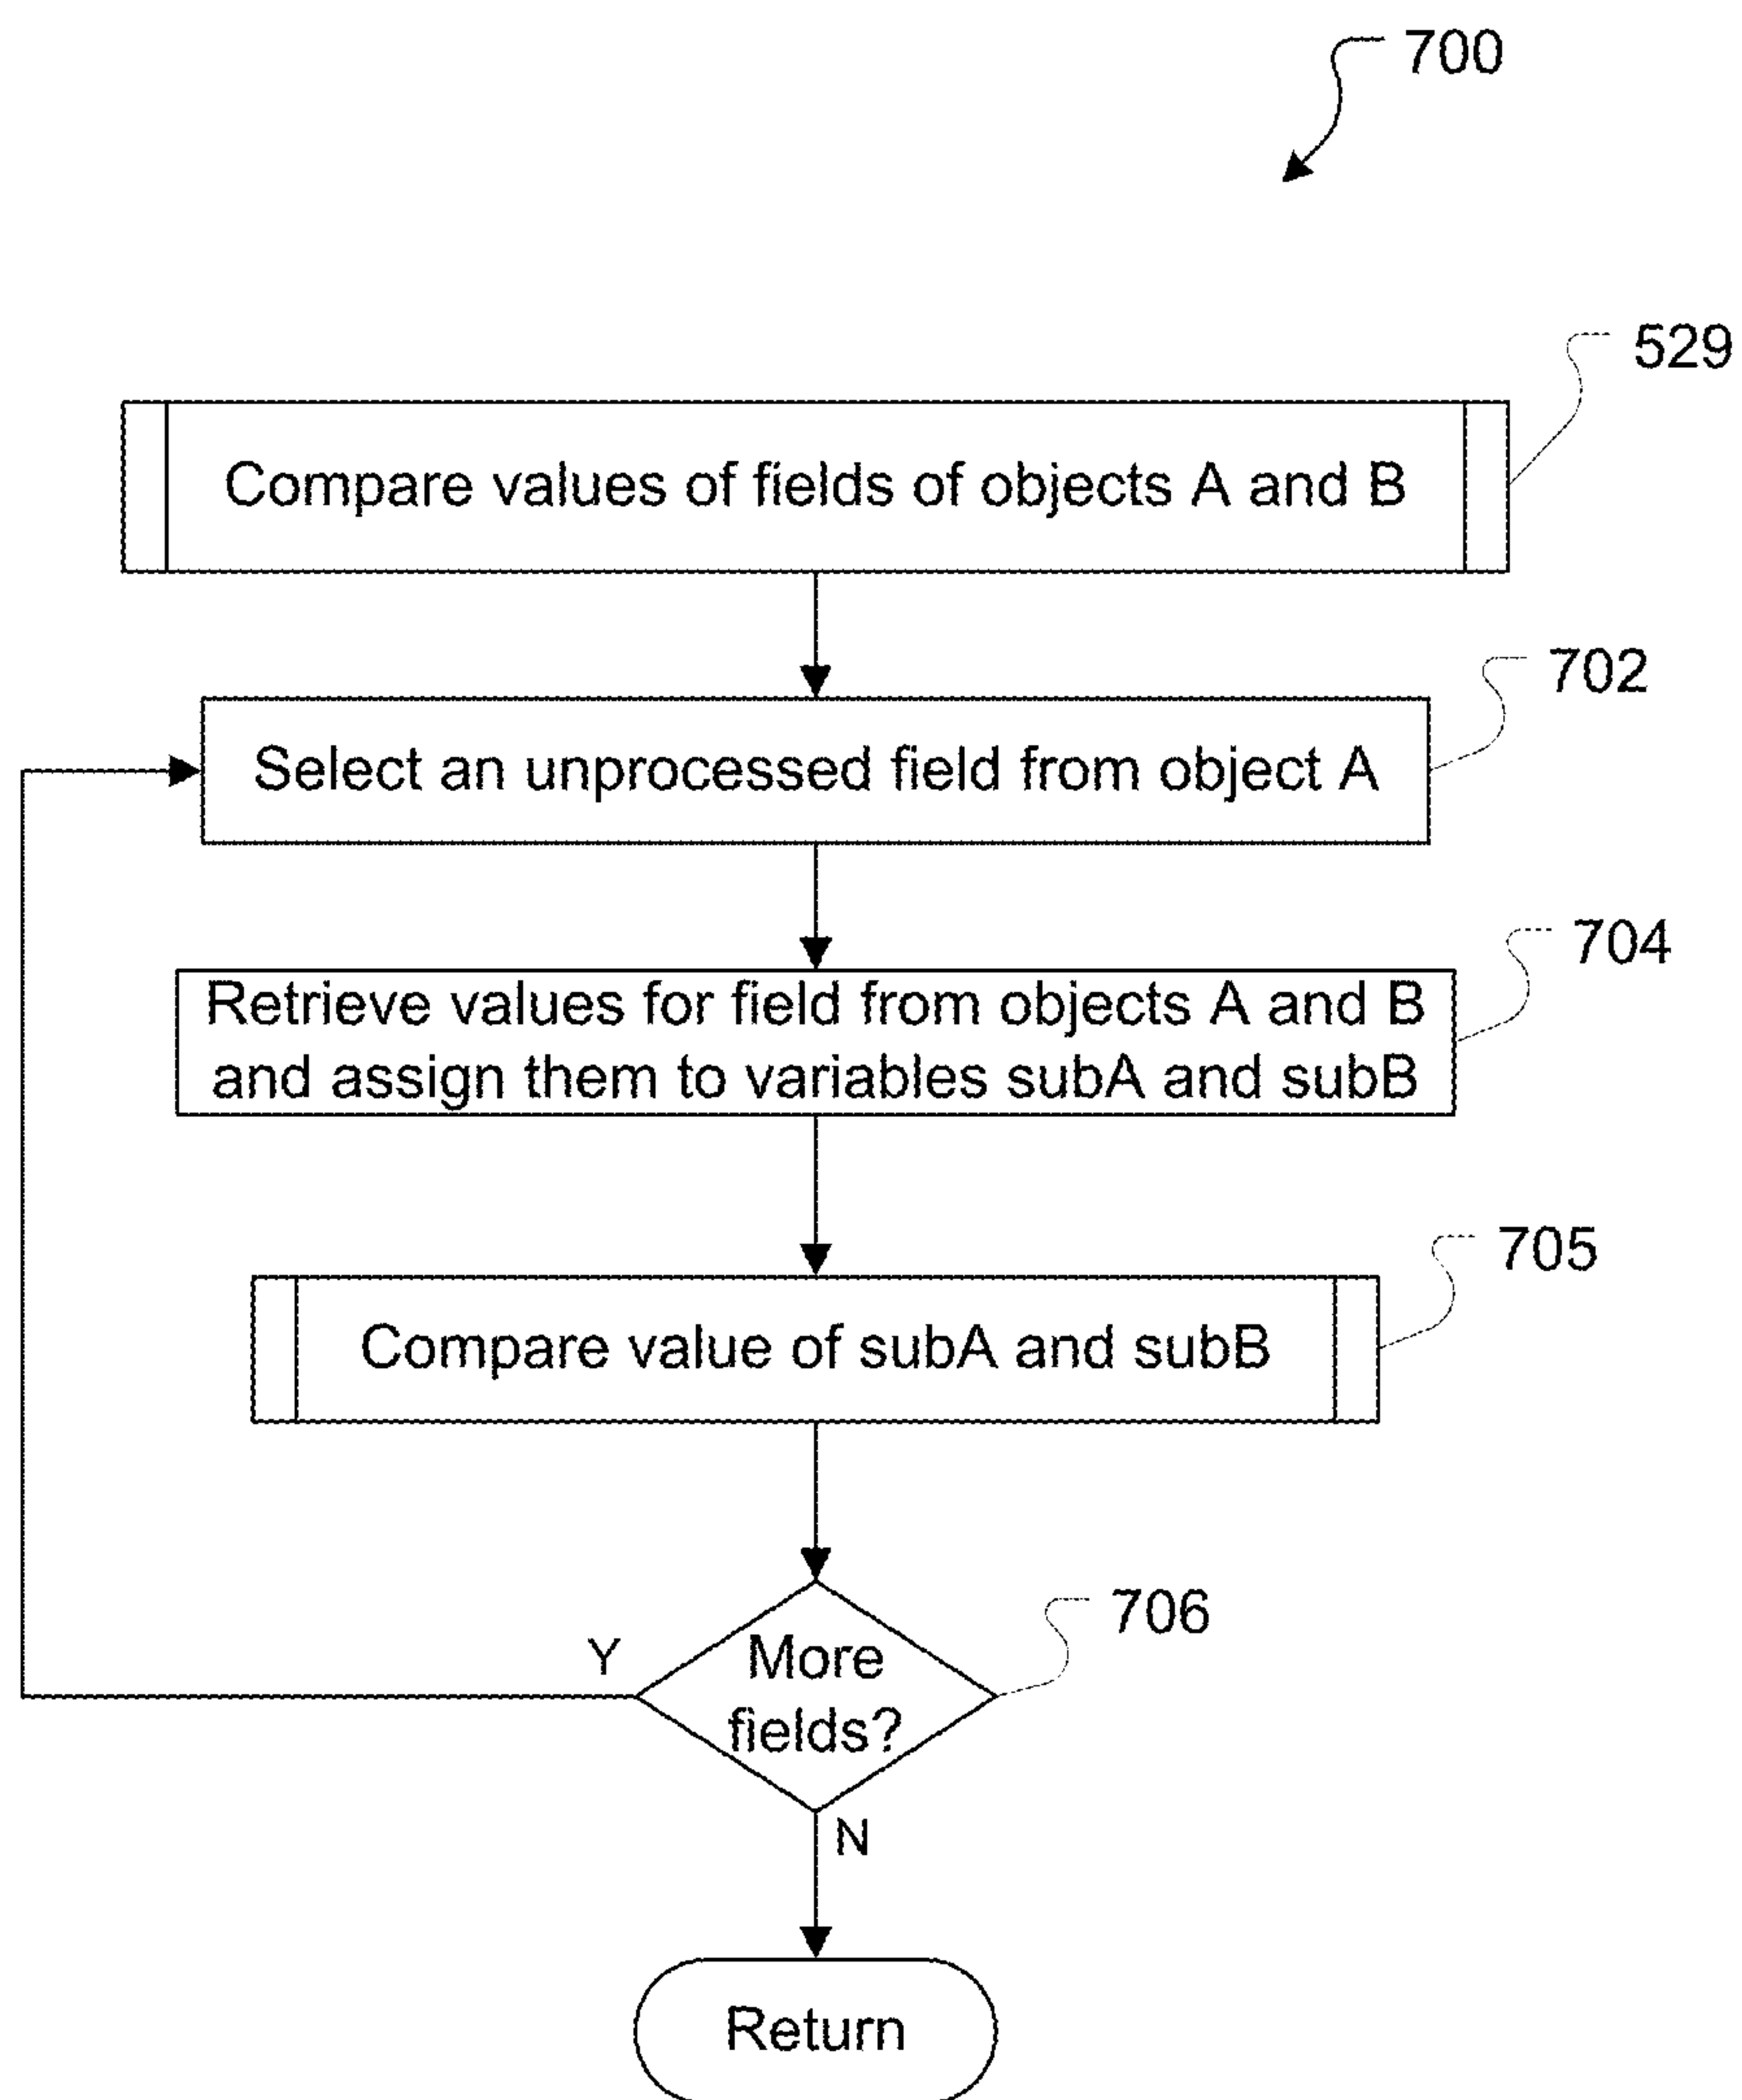 700
529
Compare values of fields of objects A and B
702
Select an unprocessed field from object A
704
Retrieve values for field from objects A and B
and assign them to variables subA and subB
705
Compare value of subA and subB
706
Y
More
fields?
N
Return